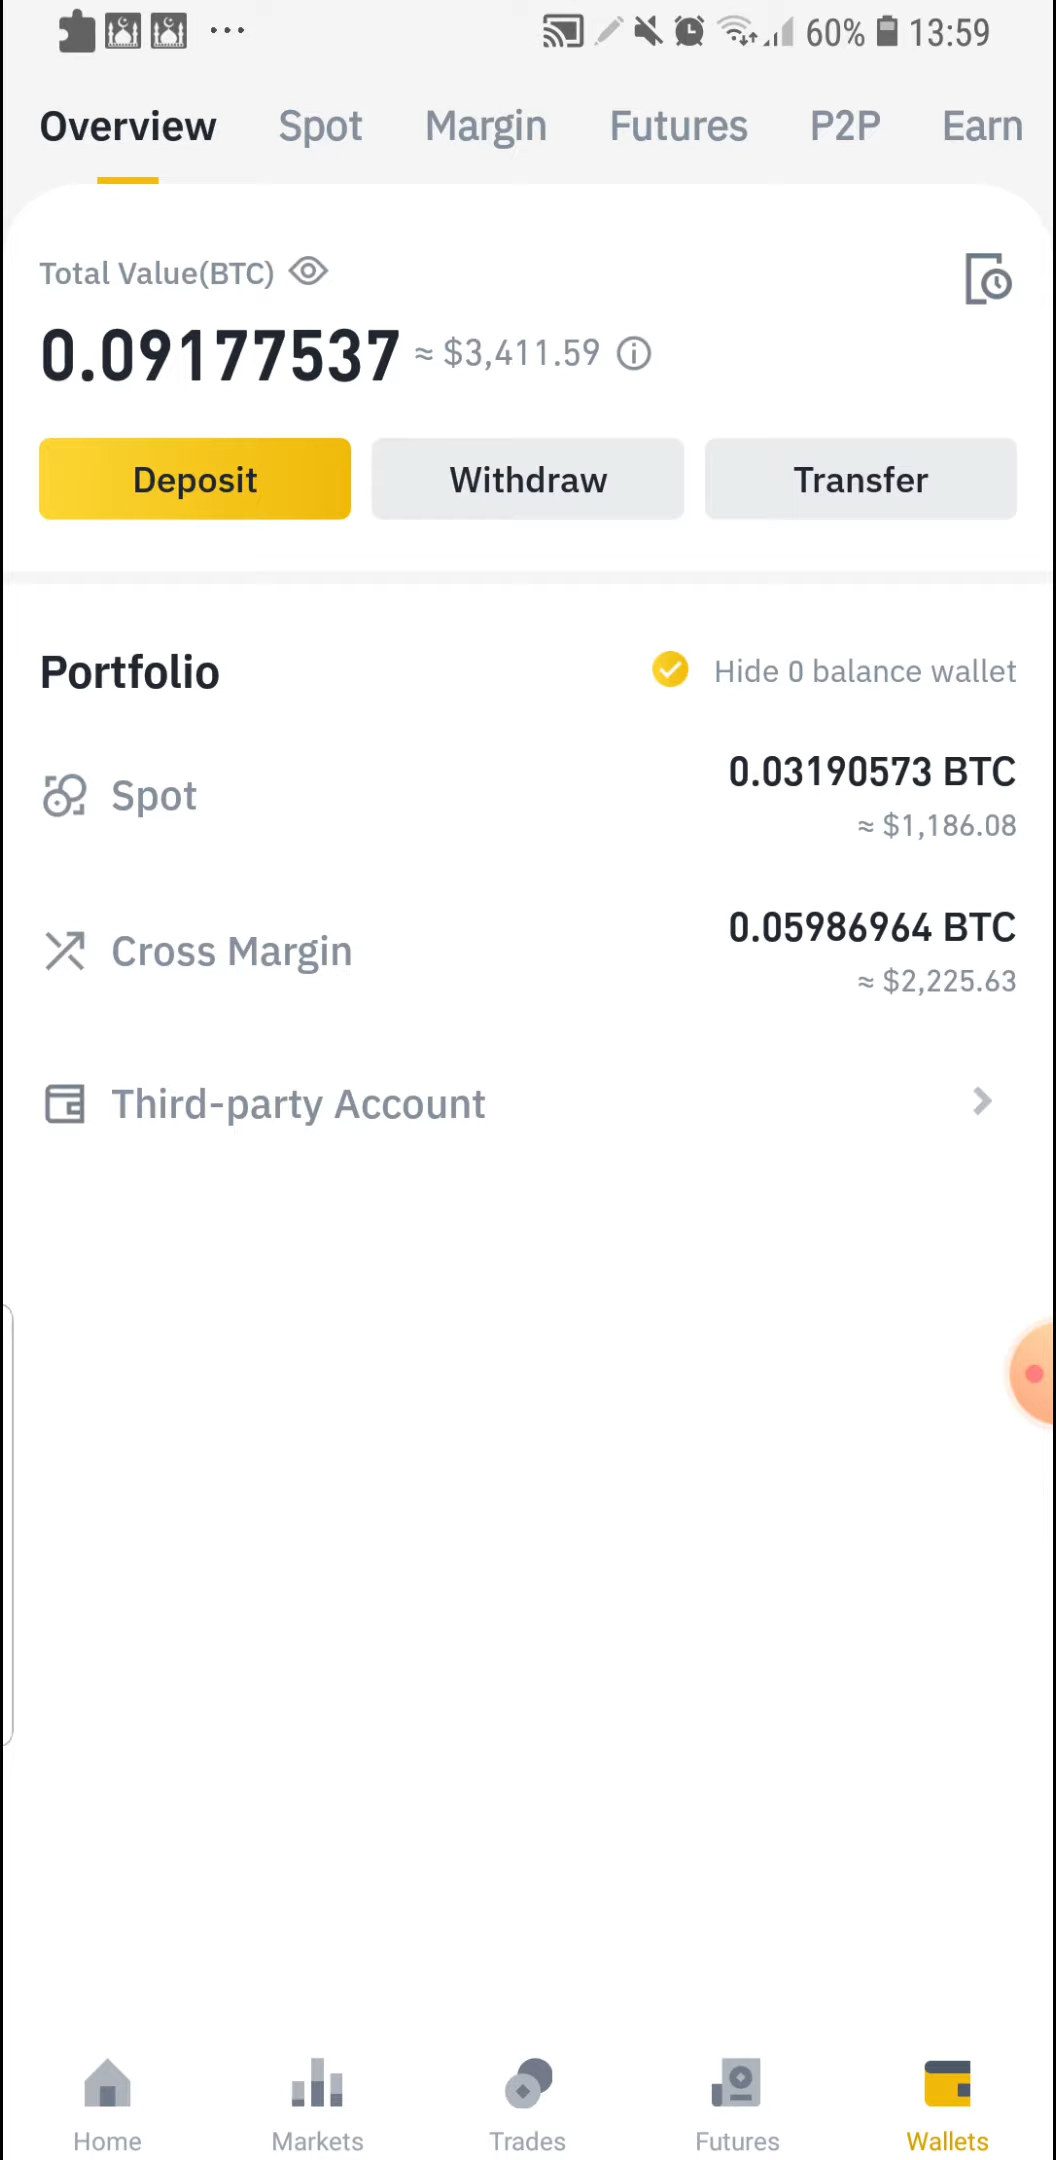 60% 13:59
Overview Spot Margin Futures P2P Earn
Total Value(BTC)
0.09177537 ≈ $3,411.59
Deposit Withdraw Transfer
Portfolio Hide 0 balance wallet
Spot 0.03190573 BTC
≈ $1,186.08
Cross Margin 0.05986964 BTC
≈ $2,225.63
Third-party Account
Home Markets Trades Futures Wallets